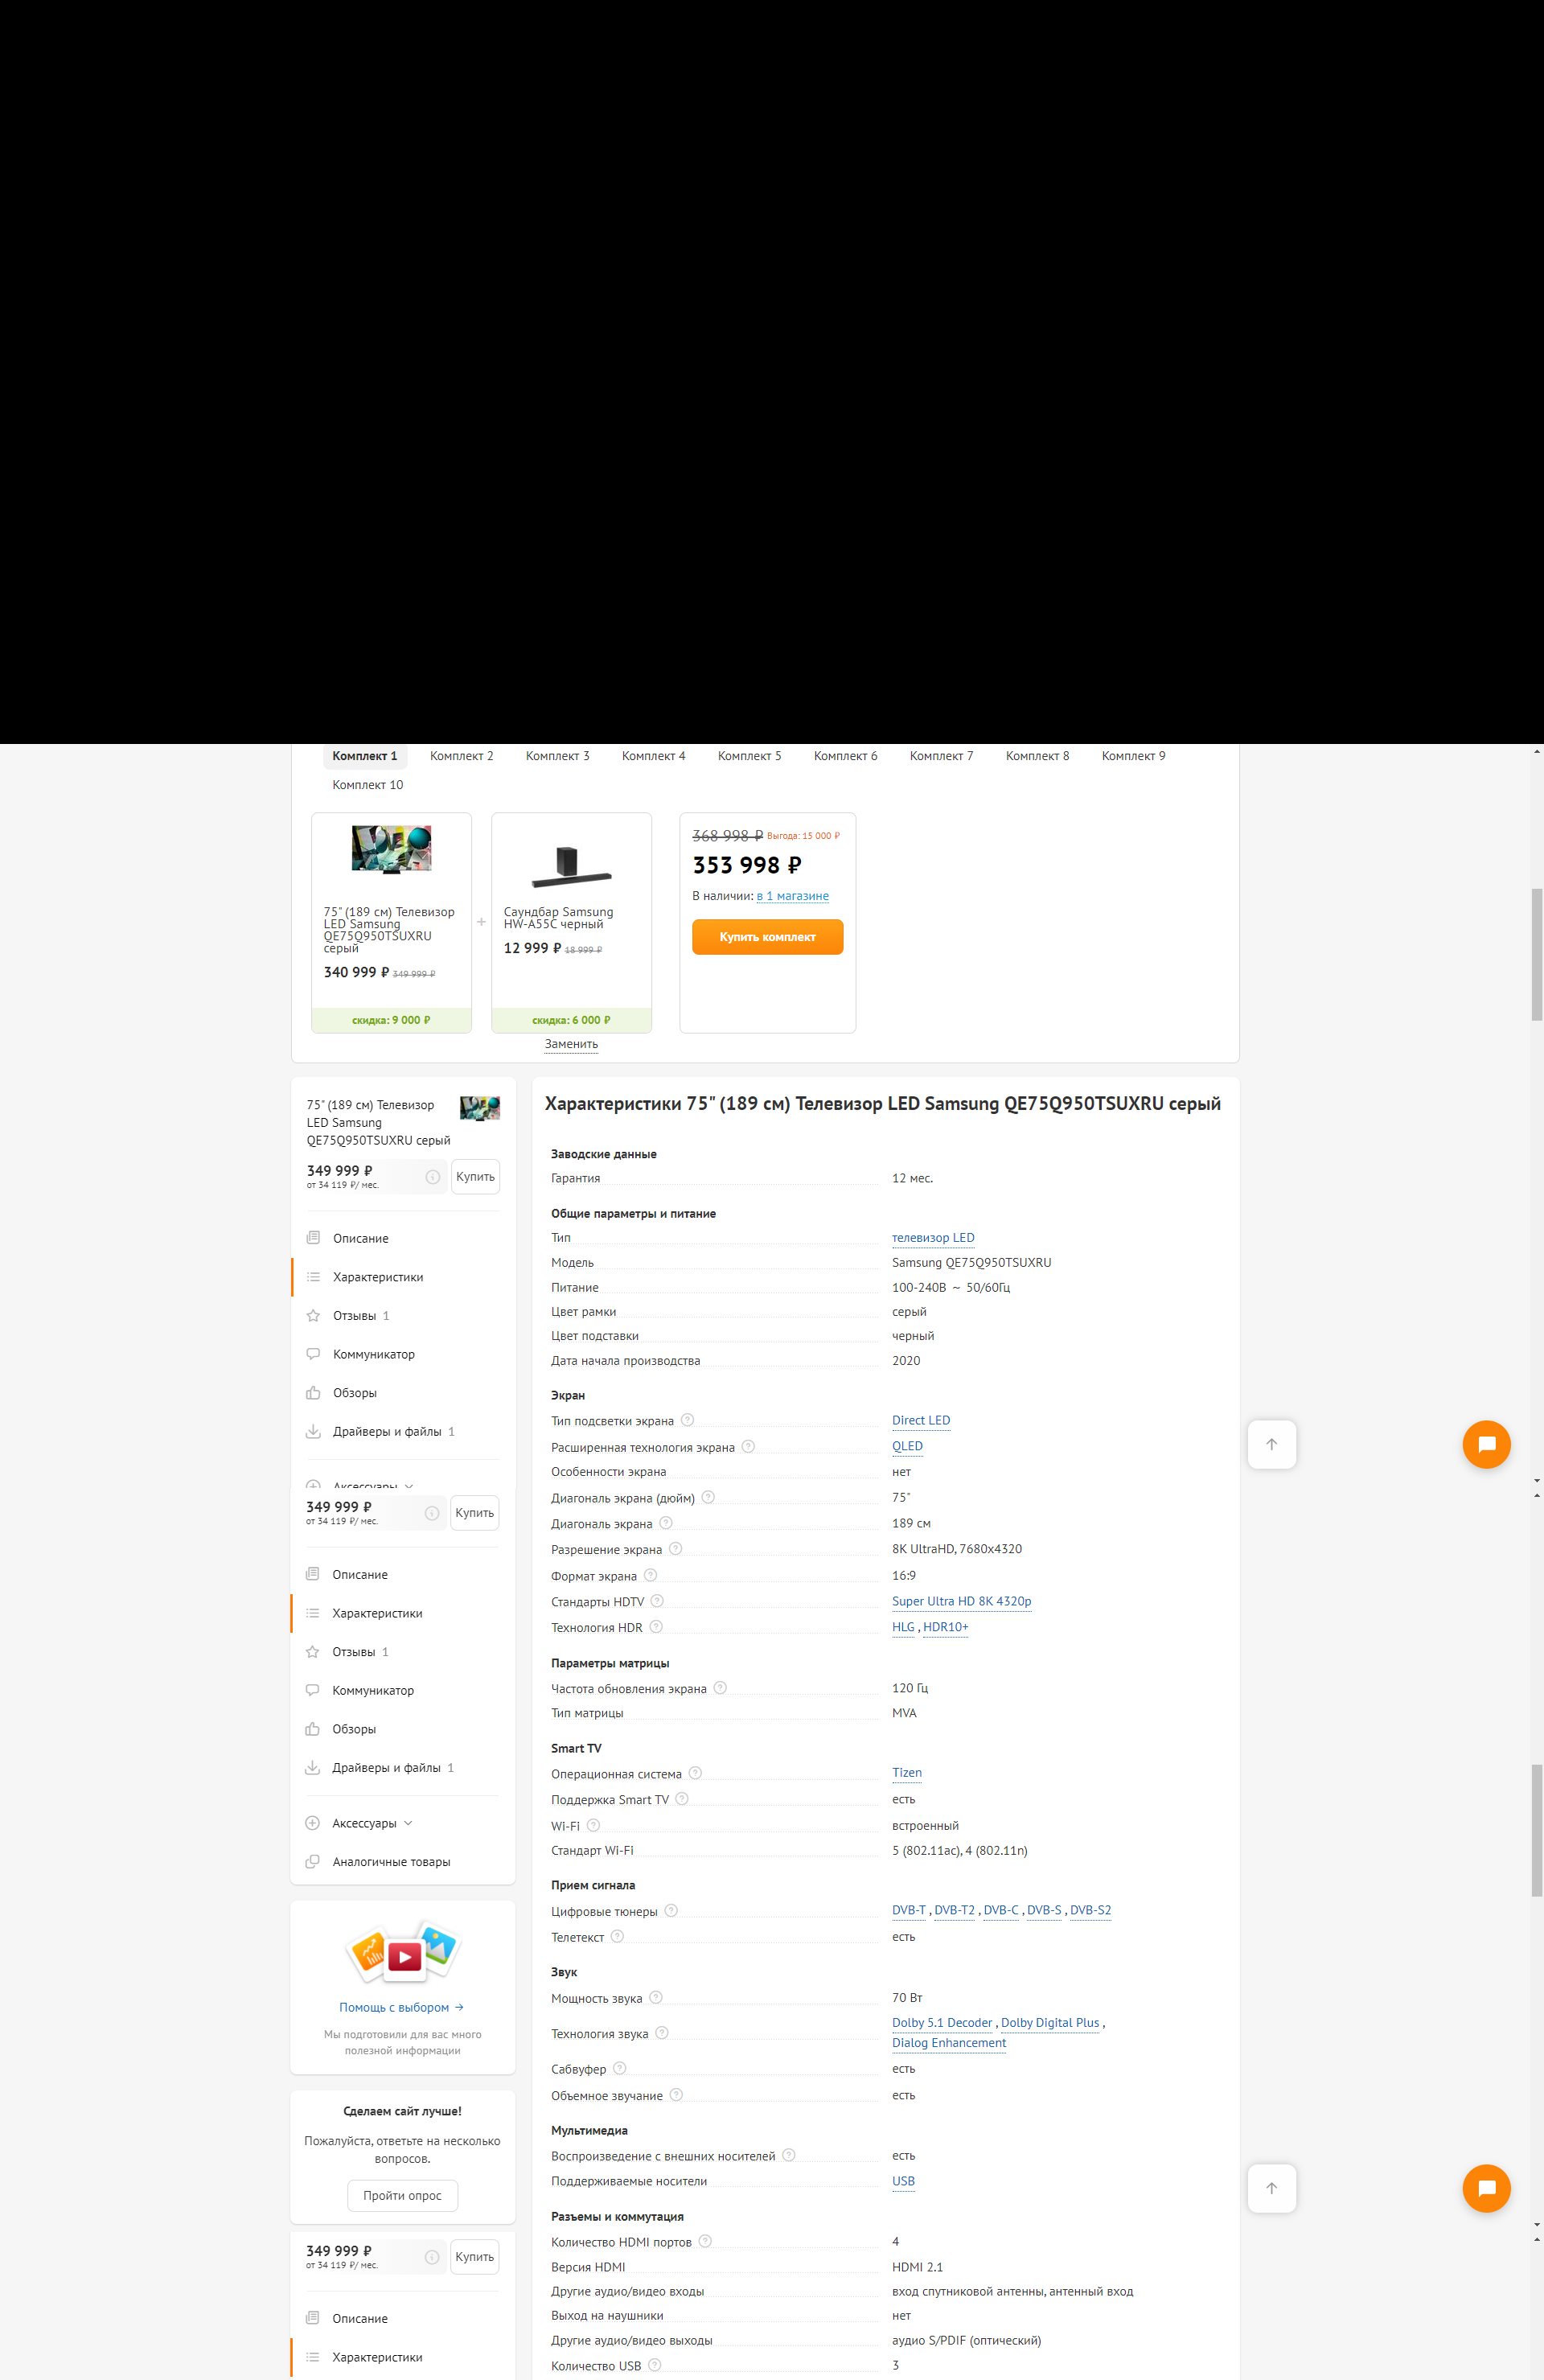 Комплект 1 Комплект 2 Комплект 3 Комплект 4 Комплект 5 Комплект 6 Комплект 7 Комплект 8 Комплект 9
Комплект 10
75" (189 см) Телевизор
LED Samsung
QE75Q950TSUXRU
серый
340 999 ₽ 349 999 ₽
скидка: 9 000 ₽
+
Саундбар Samsung
HW-A55C черный
12 999 ₽ 18 999 ₽
скидка: 6 000 ₽
Заменить
368 998 ₽ Выгода: 15 000 ₽
353 998 ₽
В наличии: в 1 магазине
Купить комплект
75" (189 см) Телевизор
LED Samsung
QE75Q950TSUXRU серый
349 999 ₽
от 34 119 ₽/ мес.
Купить
Описание
Характеристики
Отзывы 1
Коммуникатор
Обзоры
Драйверы и файлы 1
Аксессуары
349 999 ₽
от 34 119 ₽/ мес.
Купить
Описание
Характеристики
Отзывы 1
Коммуникатор
Обзоры
Драйверы и файлы 1
Аксессуары
Аналогичные товары
Помощь с выбором →
Мы подготовили для вас много
полезной информации
Сделаем сайт лучше!
Пожалуйста, ответьте на несколько
вопросов.
Пройти опрос
349 999 ₽
от 34 119 ₽/ мес.
Купить
Описание
Характеристики
Характеристики 75" (189 см) Телевизор LED Samsung QE75Q950TSUXRU серый
Заводские данные
Гарантия 12 мес.
Общие параметры и питание
Тип телевизор LED
Модель Samsung QE75Q950TSUXRU
Питание 100-240В ~ 50/60Гц
Цвет рамки серый
Цвет подставки черный
Дата начала производства 2020
Экран
Тип подсветки экрана Direct LED
Расширенная технология экрана QLED
Особенности экрана нет
Диагональ экрана (дюйм) 75"
Диагональ экрана 189 см
Разрешение экрана 8K UltraHD, 7680x4320
Формат экрана 16:9
Стандарты HDTV Super Ultra HD 8K 4320p
Технология HDR HLG , HDR10+
Параметры матрицы
Частота обновления экрана 120 Гц
Тип матрицы MVA
Smart TV
Операционная система Tizen
Поддержка Smart TV есть
Wi-Fi встроенный
Стандарт Wi-Fi 5 (802.11ac), 4 (802.11n)
Прием сигнала
Цифровые тюнеры DVB-T , DVB-T2 , DVB-C , DVB-S , DVB-S2
Телетекст есть
Звук
Мощность звука 70 Вт
Технология звука Dolby 5.1 Decoder , Dolby Digital Plus ,
Dialog Enhancement
Сабвуфер есть
Объемное звучание есть
Мультимедиа
Воспроизведение с внешних носителей есть
Поддерживаемые носители USB
Разъемы и коммутация
Количество HDMI портов 4
Версия HDMI HDMI 2.1
Другие аудио/видео входы вход спутниковой антенны, антенный вход
Выход на наушники нет
Другие аудио/видео выходы аудио S/PDIF (оптический)
Количество USB 3